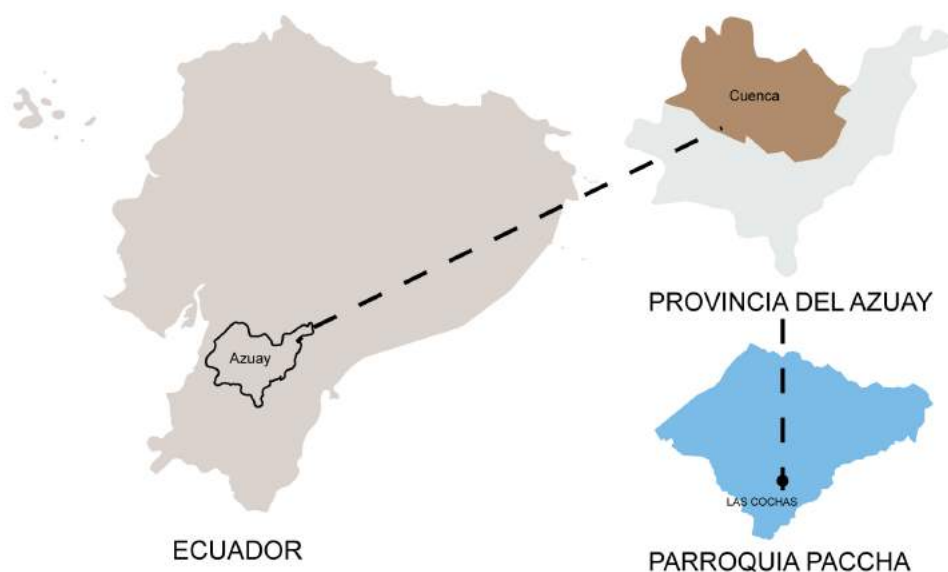 Cuenca
PROVINCIA DEL AZUAY
Azuay
LAS COCHAS
ECUADOR
PARROQUIA PACCHA